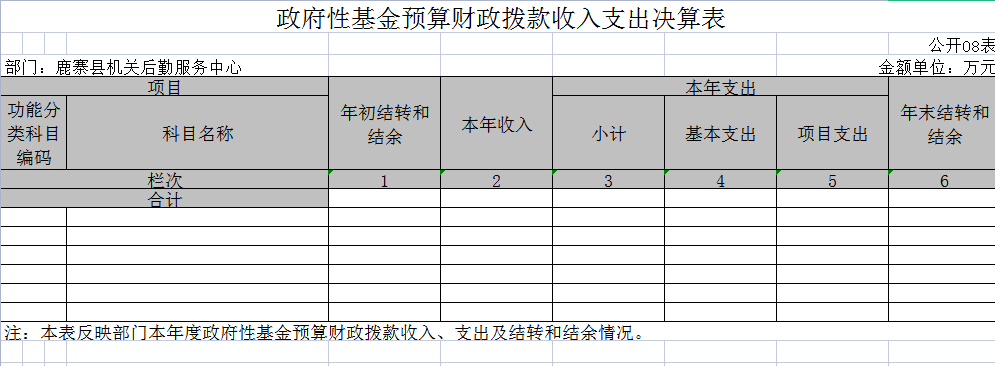 政府性基金预算财政拨款收入支出决算表
公开08表
部门：鹿寨县机关后勤服务中心 金额单位：万元
项目 年初结转和结余 本年收入 本年支出 年末结转和结余
功能分类科目编码 科目名称 小计 基本支出 项目支出
栏次 1 2 3 4 5 6
合计
注：本表反映部门本年度政府性基金预算财政拨款收入、支出及结转和结余情况。